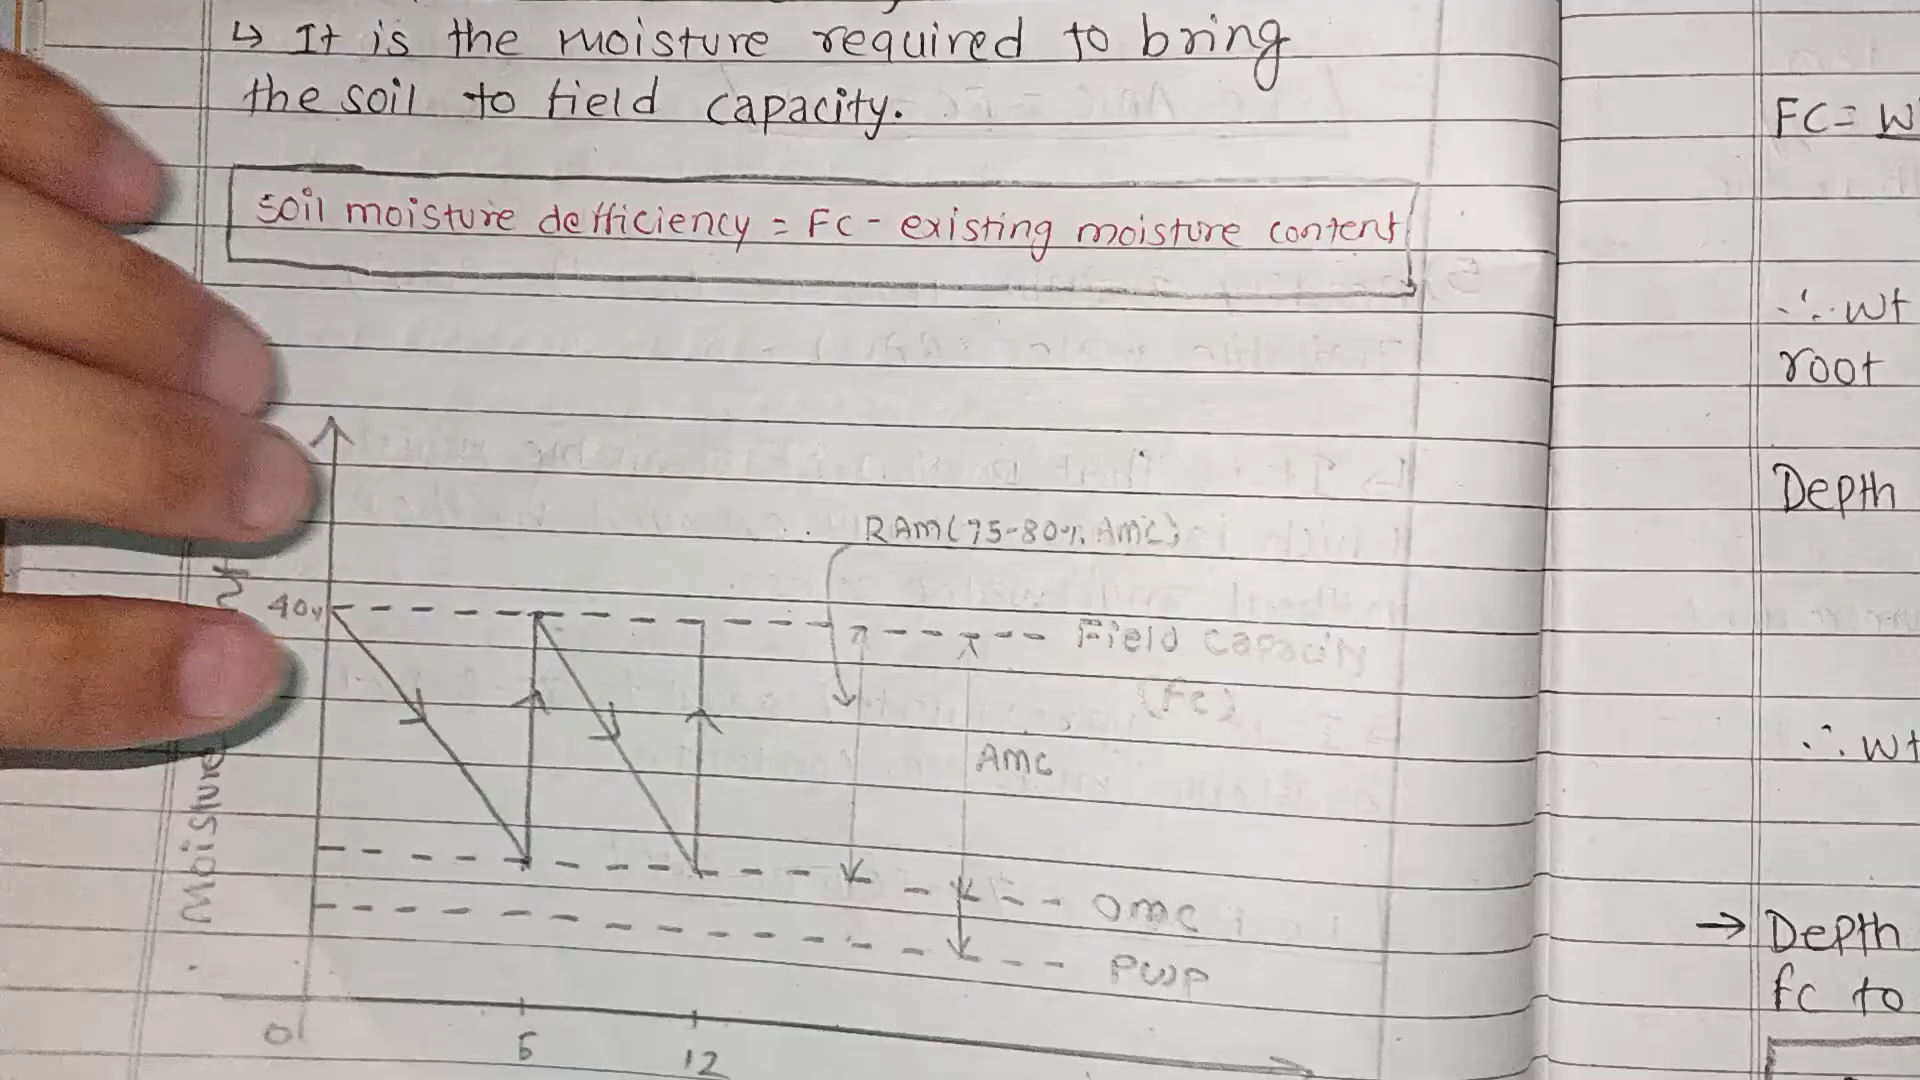 ↳ It is the moisture required to bring
the soil to field capacity.
soil moisture defficiency = FC - existing moisture content
RAM (75-80% AMC)
40%
Field capacity
(FC)
AMC
Moisture
OMC
PWP
0
6
12
FC = W
∴ wt
root
Depth
∴ wt
→ Depth
fc to